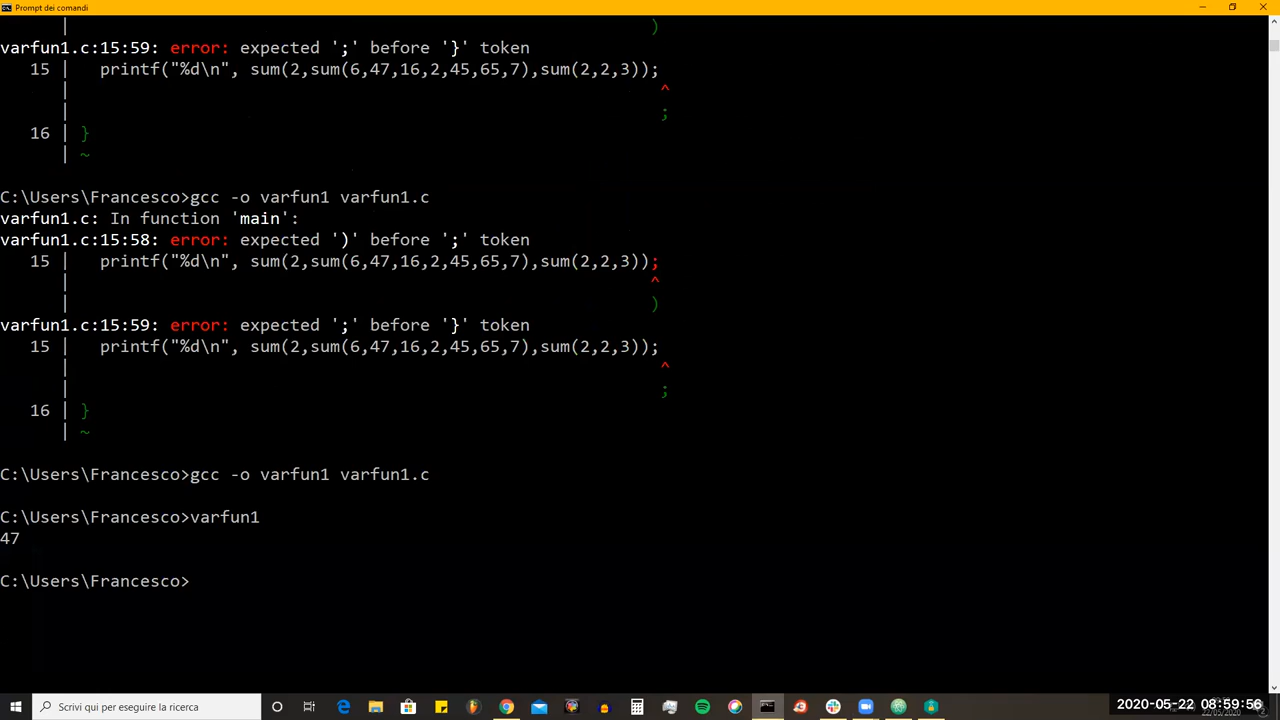 Prompt dei comandi
)
varfun1.c:15:59: error: expected ';' before '}' token
15 | printf("%d\n", sum(2,sum(6,47,16,2,45,65,7),sum(2,2,3));
| ^
| ;
16 | }
| ~
C:\Users\Francesco>gcc -o varfun1 varfun1.c
varfun1.c: In function 'main':
varfun1.c:15:58: error: expected ')' before ';' token
15 | printf("%d\n", sum(2,sum(6,47,16,2,45,65,7),sum(2,2,3));
| ^
| )
varfun1.c:15:59: error: expected ';' before '}' token
15 | printf("%d\n", sum(2,sum(6,47,16,2,45,65,7),sum(2,2,3));
| ^
| ;
16 | }
| ~
C:\Users\Francesco>gcc -o varfun1 varfun1.c
C:\Users\Francesco>varfun1
47
C:\Users\Francesco>
Scrivi qui per eseguire la ricerca
2020-05-22 08:59:56